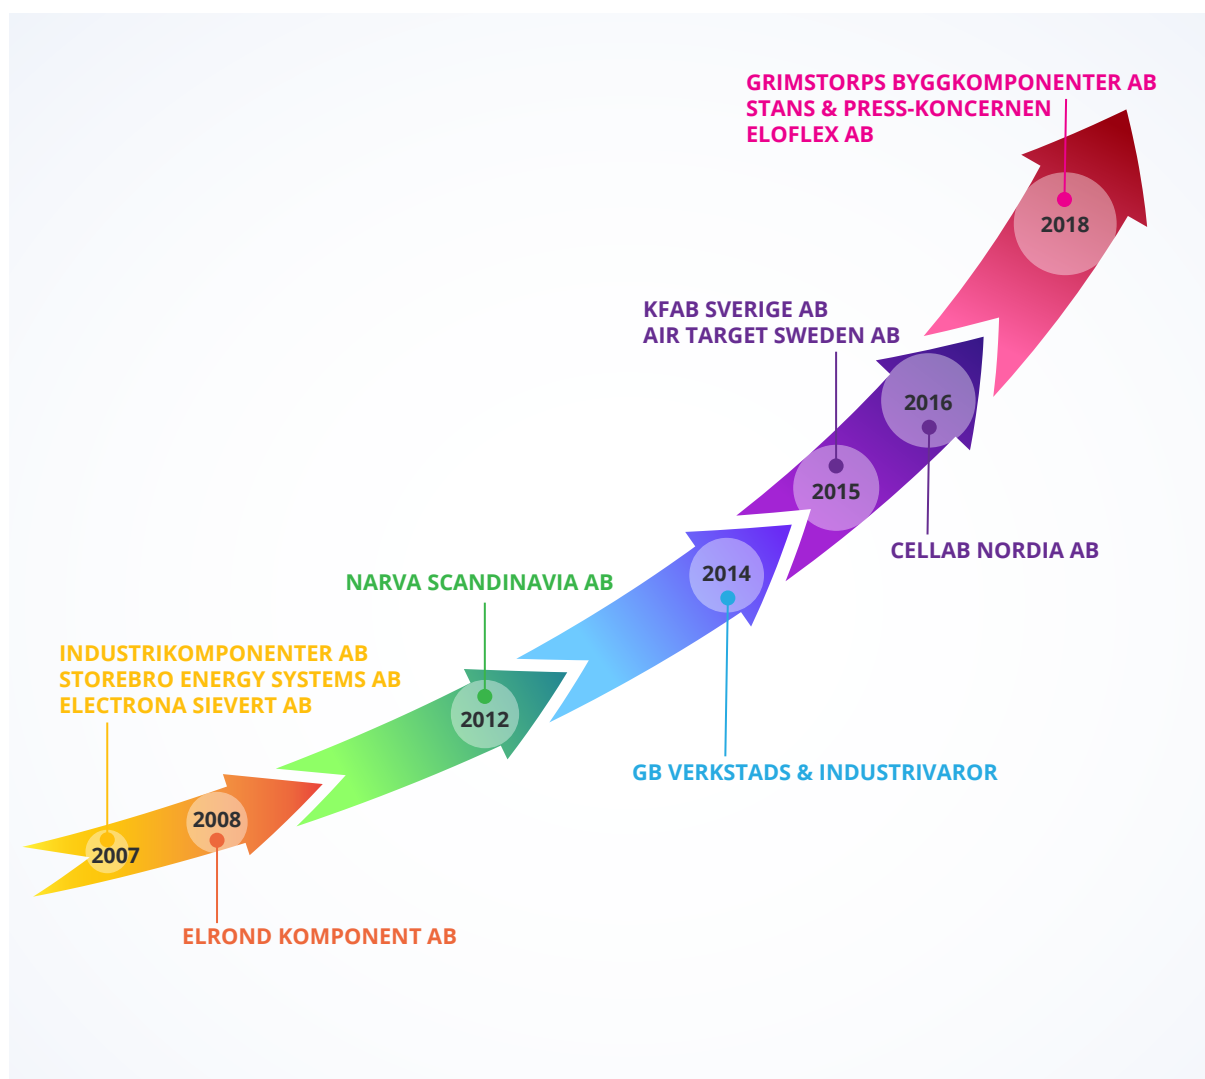 GRIMSTORPS BYGGKOMPONENTER AB
STANS & PRESS-KONCERNEN
ELOFLEX AB
2018
KFAB SVERIGE AB
AIR TARGET SWEDEN AB
2016
2015
CELLAB NORDIA AB
2014
NARVA SCANDINAVIA AB
INDUSTRIKOMPONENTER AB
STOREBRO ENERGY SYSTEMS AB
ELECTRONA SIEVERT AB
2012
GB VERKSTADS & INDUSTRIVAROR
2008
2007
ELROND KOMPONENT AB